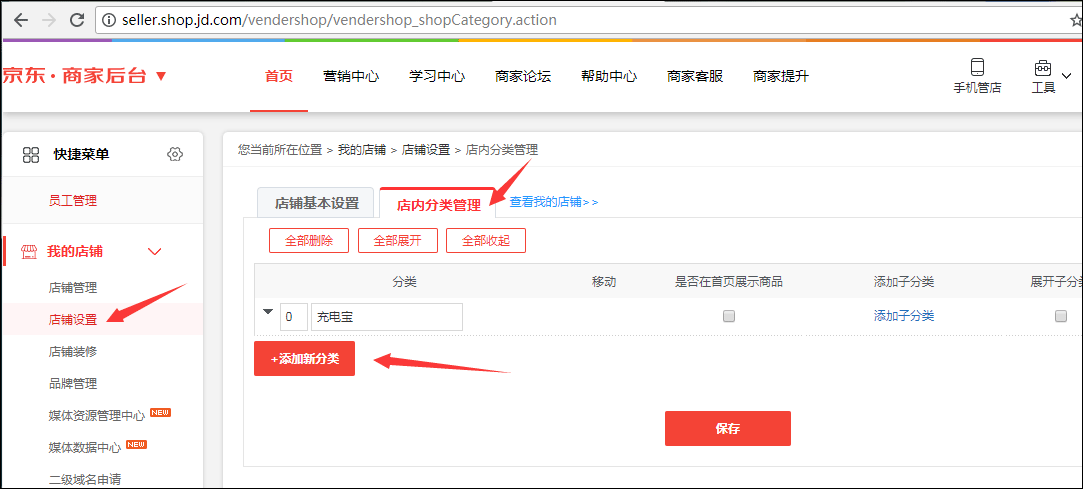 seller.shop.jd.com/vendershop/vendershop_shopCategory.action
京东·商家后台 首页 营销中心 学习中心 商家论坛 帮助中心 商家客服 商家提升 手机管店 工具
快捷菜单
员工管理
我的店铺
店铺管理
店铺设置
店铺装修
品牌管理
媒体资源管理中心 NEW
媒体数据中心 NEW
二级域名申请
您当前所在位置 > 我的店铺 > 店铺设置 > 店内分类管理
店铺基本设置 店内分类管理 查看我的店铺>>
全部删除 全部展开 全部收起
分类 移动 是否在首页展示商品 添加子分类 展开子分
0 充电宝 添加子分类
+添加新分类
保存